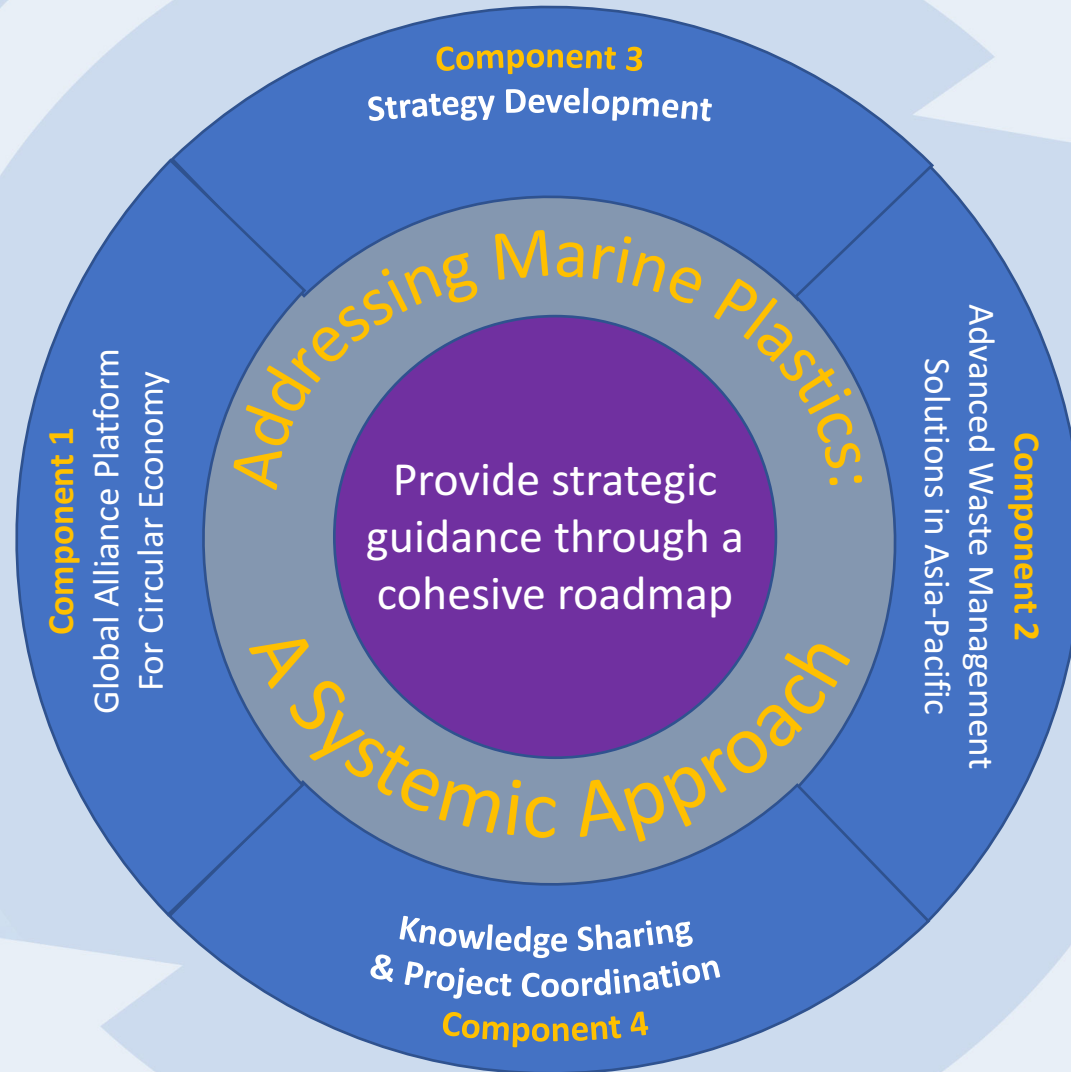 Component 3
Strategy Development
Addressing Marine Plastics:
A Systemic Approach
Provide strategic
guidance through a
cohesive roadmap
Component 1
Global Alliance Platform
For Circular Economy
Component 2
Advanced Waste Management
Solutions in Asia-Pacific
Knowledge Sharing
& Project Coordination
Component 4